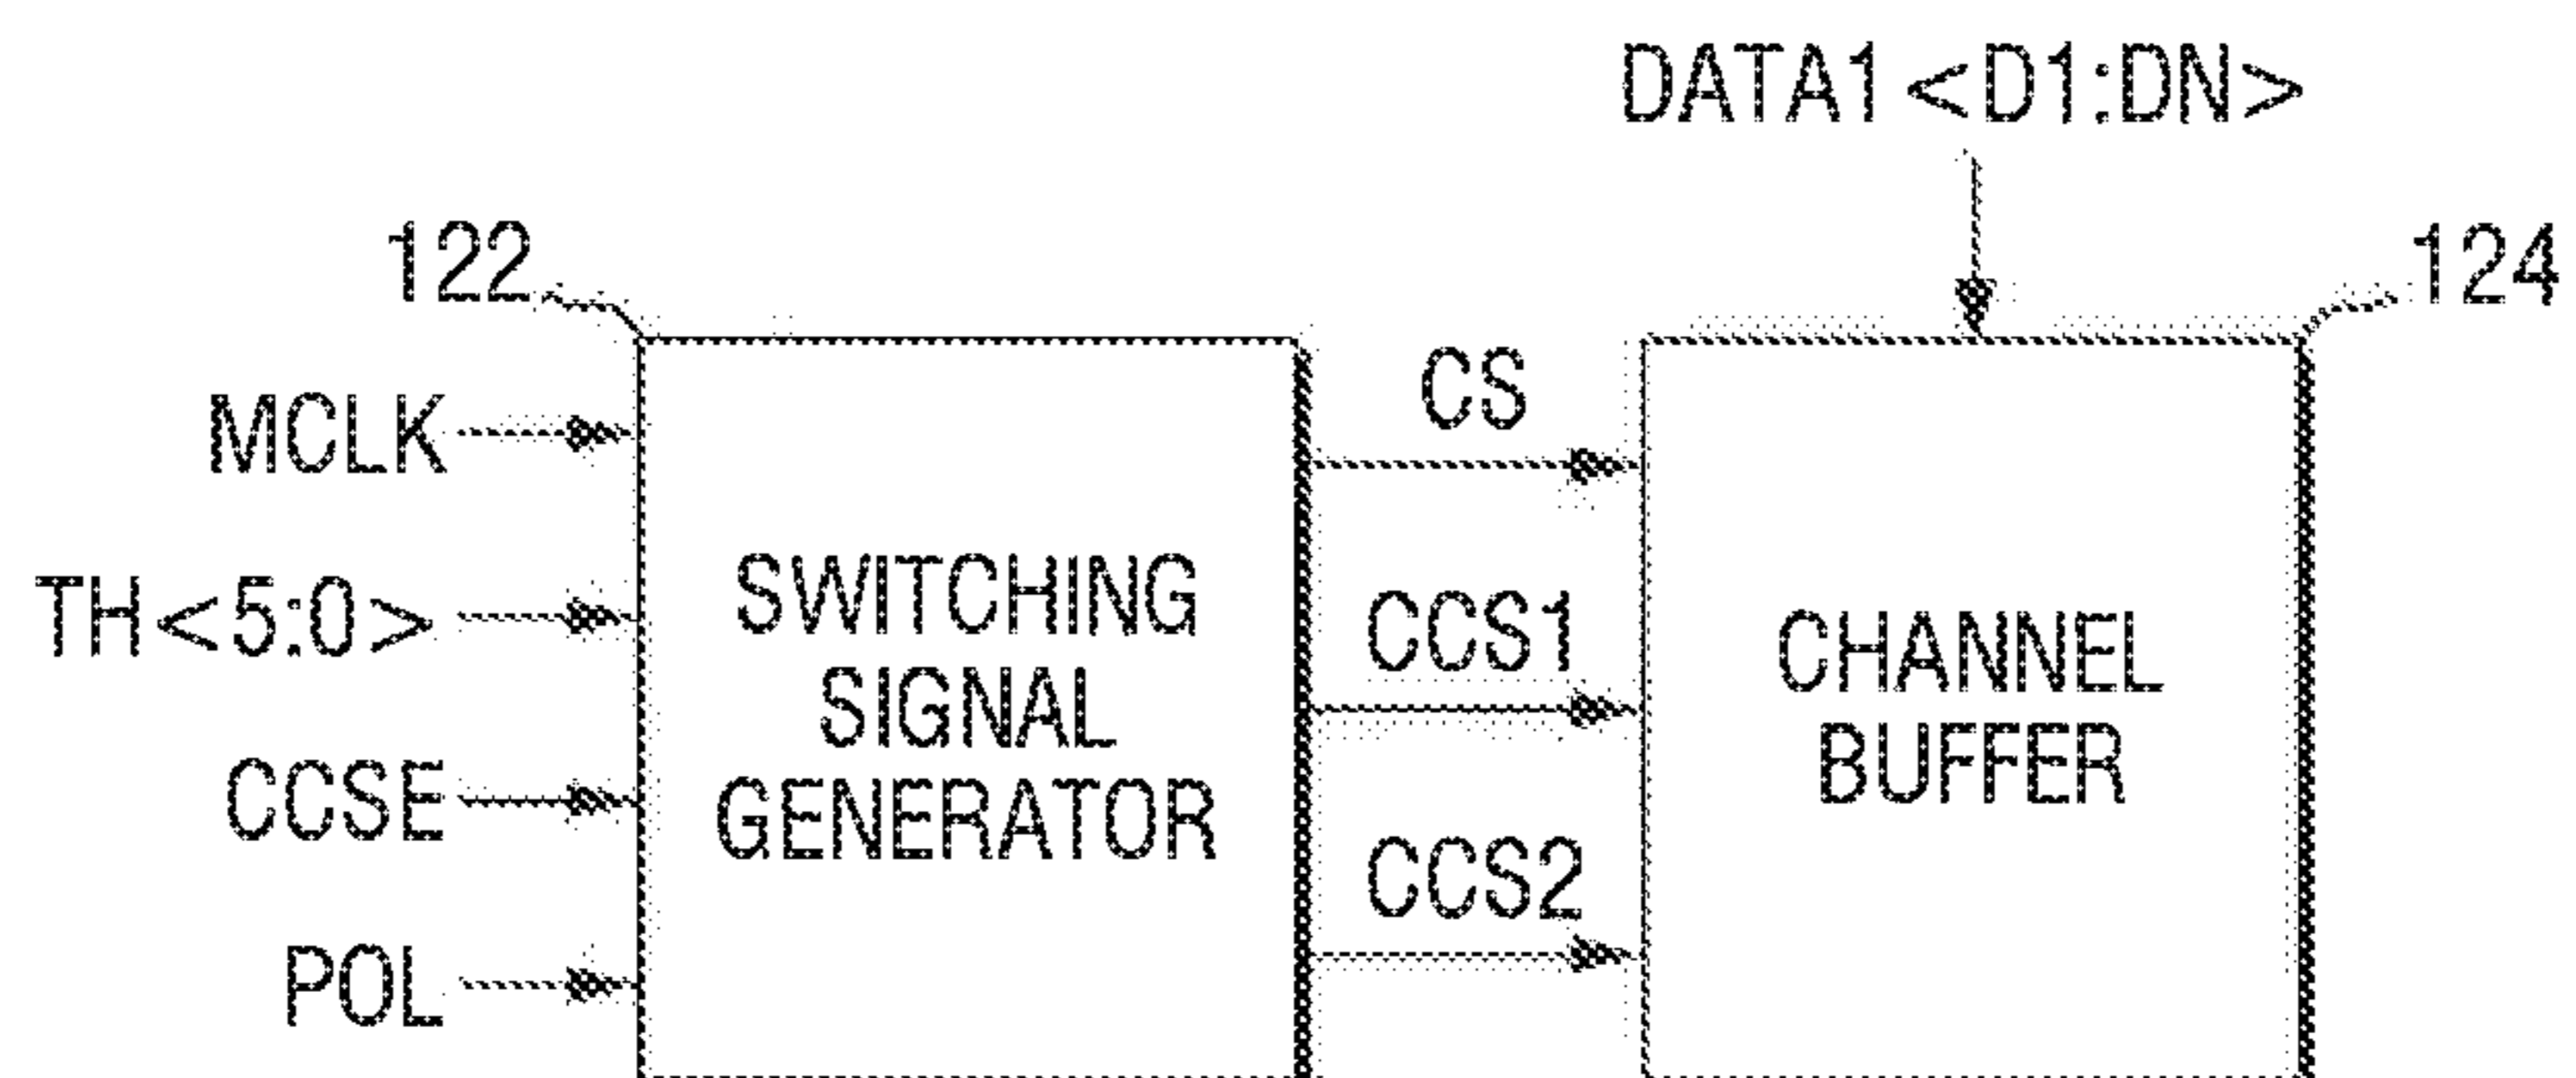 DATA1<D1:DN>
122
124
MCLK
TH<5:0>
CCSE
POL
SWITCHING
SIGNAL
GENERATOR
CS
CCS1
CCS2
CHANNEL
BUFFER